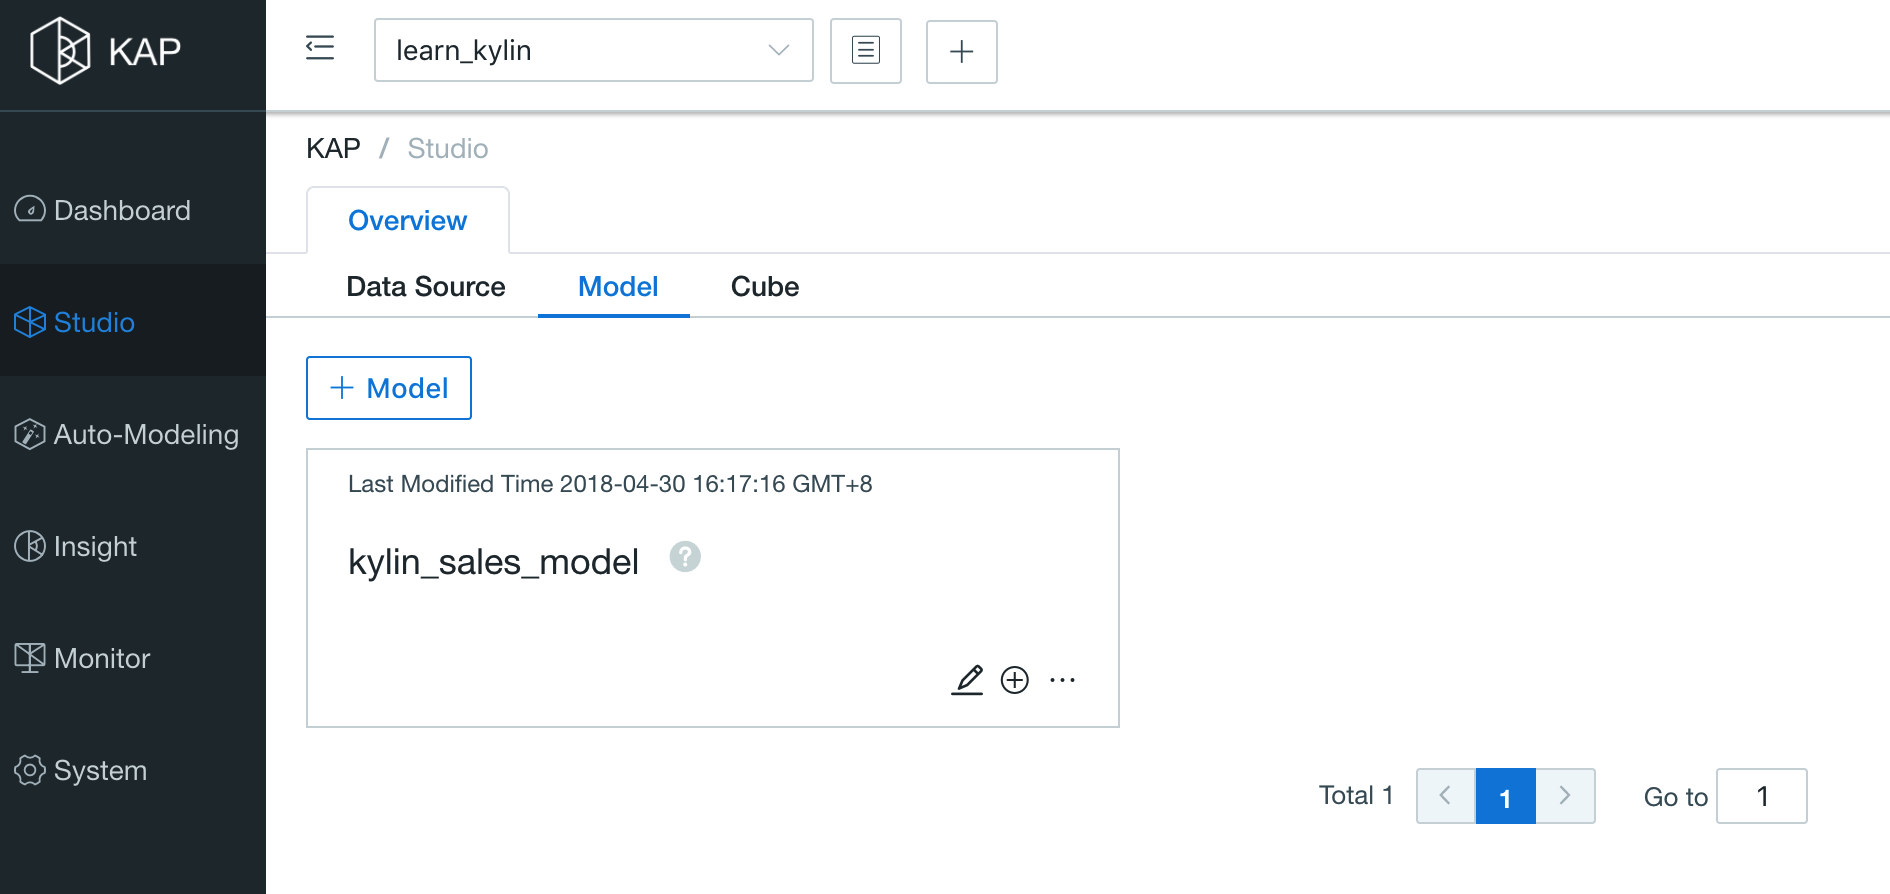 KAP
learn_kylin
KAP / Studio
Dashboard
Studio
Auto-Modeling
Insight
Monitor
System
Overview
Data Source Model Cube
+ Model
Last Modified Time 2018-04-30 16:17:16 GMT+8
kylin_sales_model ?
Total 1 < 1 > Go to 1